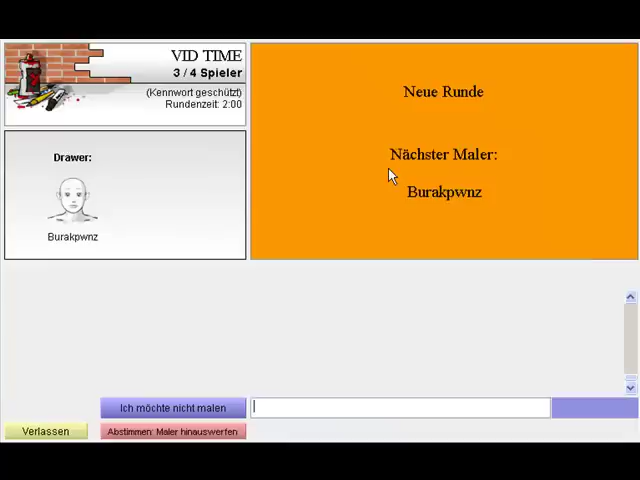 VID TIME
3 / 4 Spieler
(Kennwort geschützt)
Rundenzeit: 2:00
Drawer:
Burakpwnz
Neue Runde
Nächster Maler:
Burakpwnz
Ich möchte nicht malen
Verlassen
Abstimmen: Maler hinauswerfen